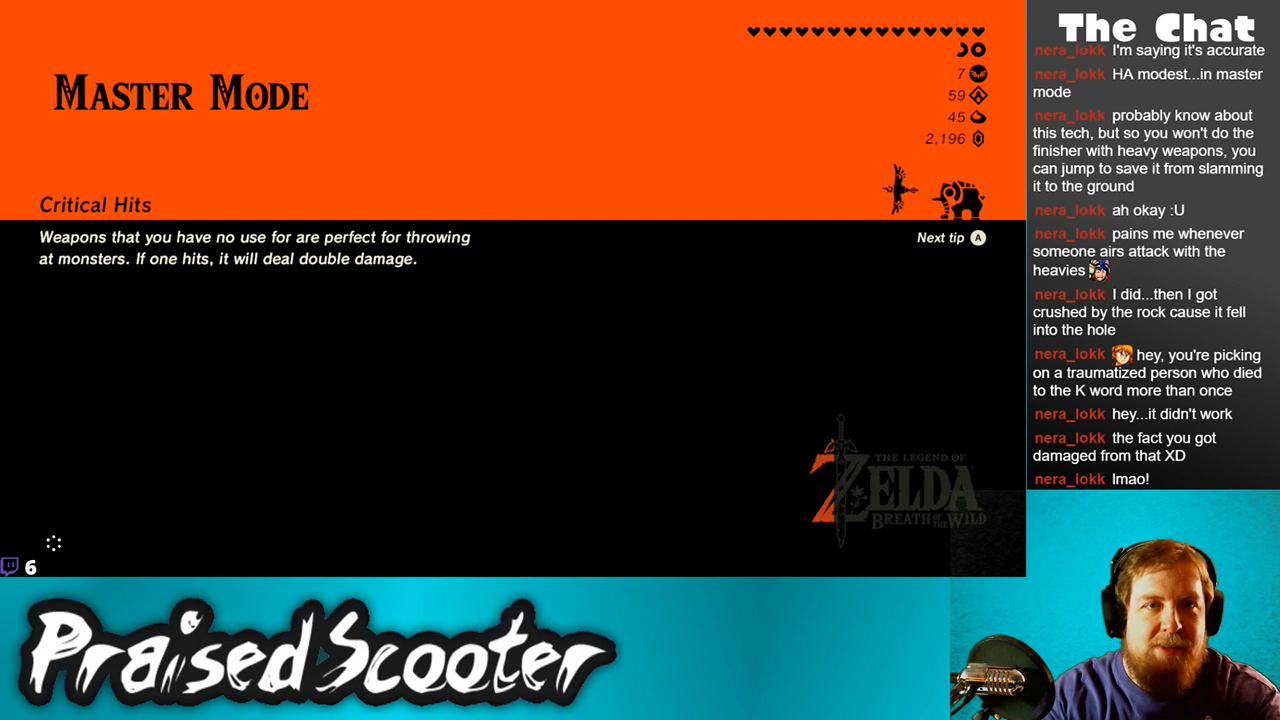 Master Mode
7
59
45
2,196
Critical Hits
Weapons that you have no use for are perfect for throwing
at monsters. If one hits, it will deal double damage.
Next tip A
THE LEGEND OF
ZELDA
BREATH OF THE WILD
6
PraisedScooter
The Chat
nera_lokk I'm saying it's accurate
nera_lokk HA modest...in master
mode
nera_lokk probably know about
this tech, but so you won't do the
finisher with heavy weapons, you
can jump to save it from slamming
it to the ground
nera_lokk ah okay :U
nera_lokk pains me whenever
someone airs attack with the
heavies
nera_lokk I did...then I got
crushed by the rock cause it fell
into the hole
nera_lokk hey, you're picking
on a traumatized person who died
to the K word more than once
nera_lokk hey...it didn't work
nera_lokk the fact you got
damaged from that XD
nera_lokk lmao!